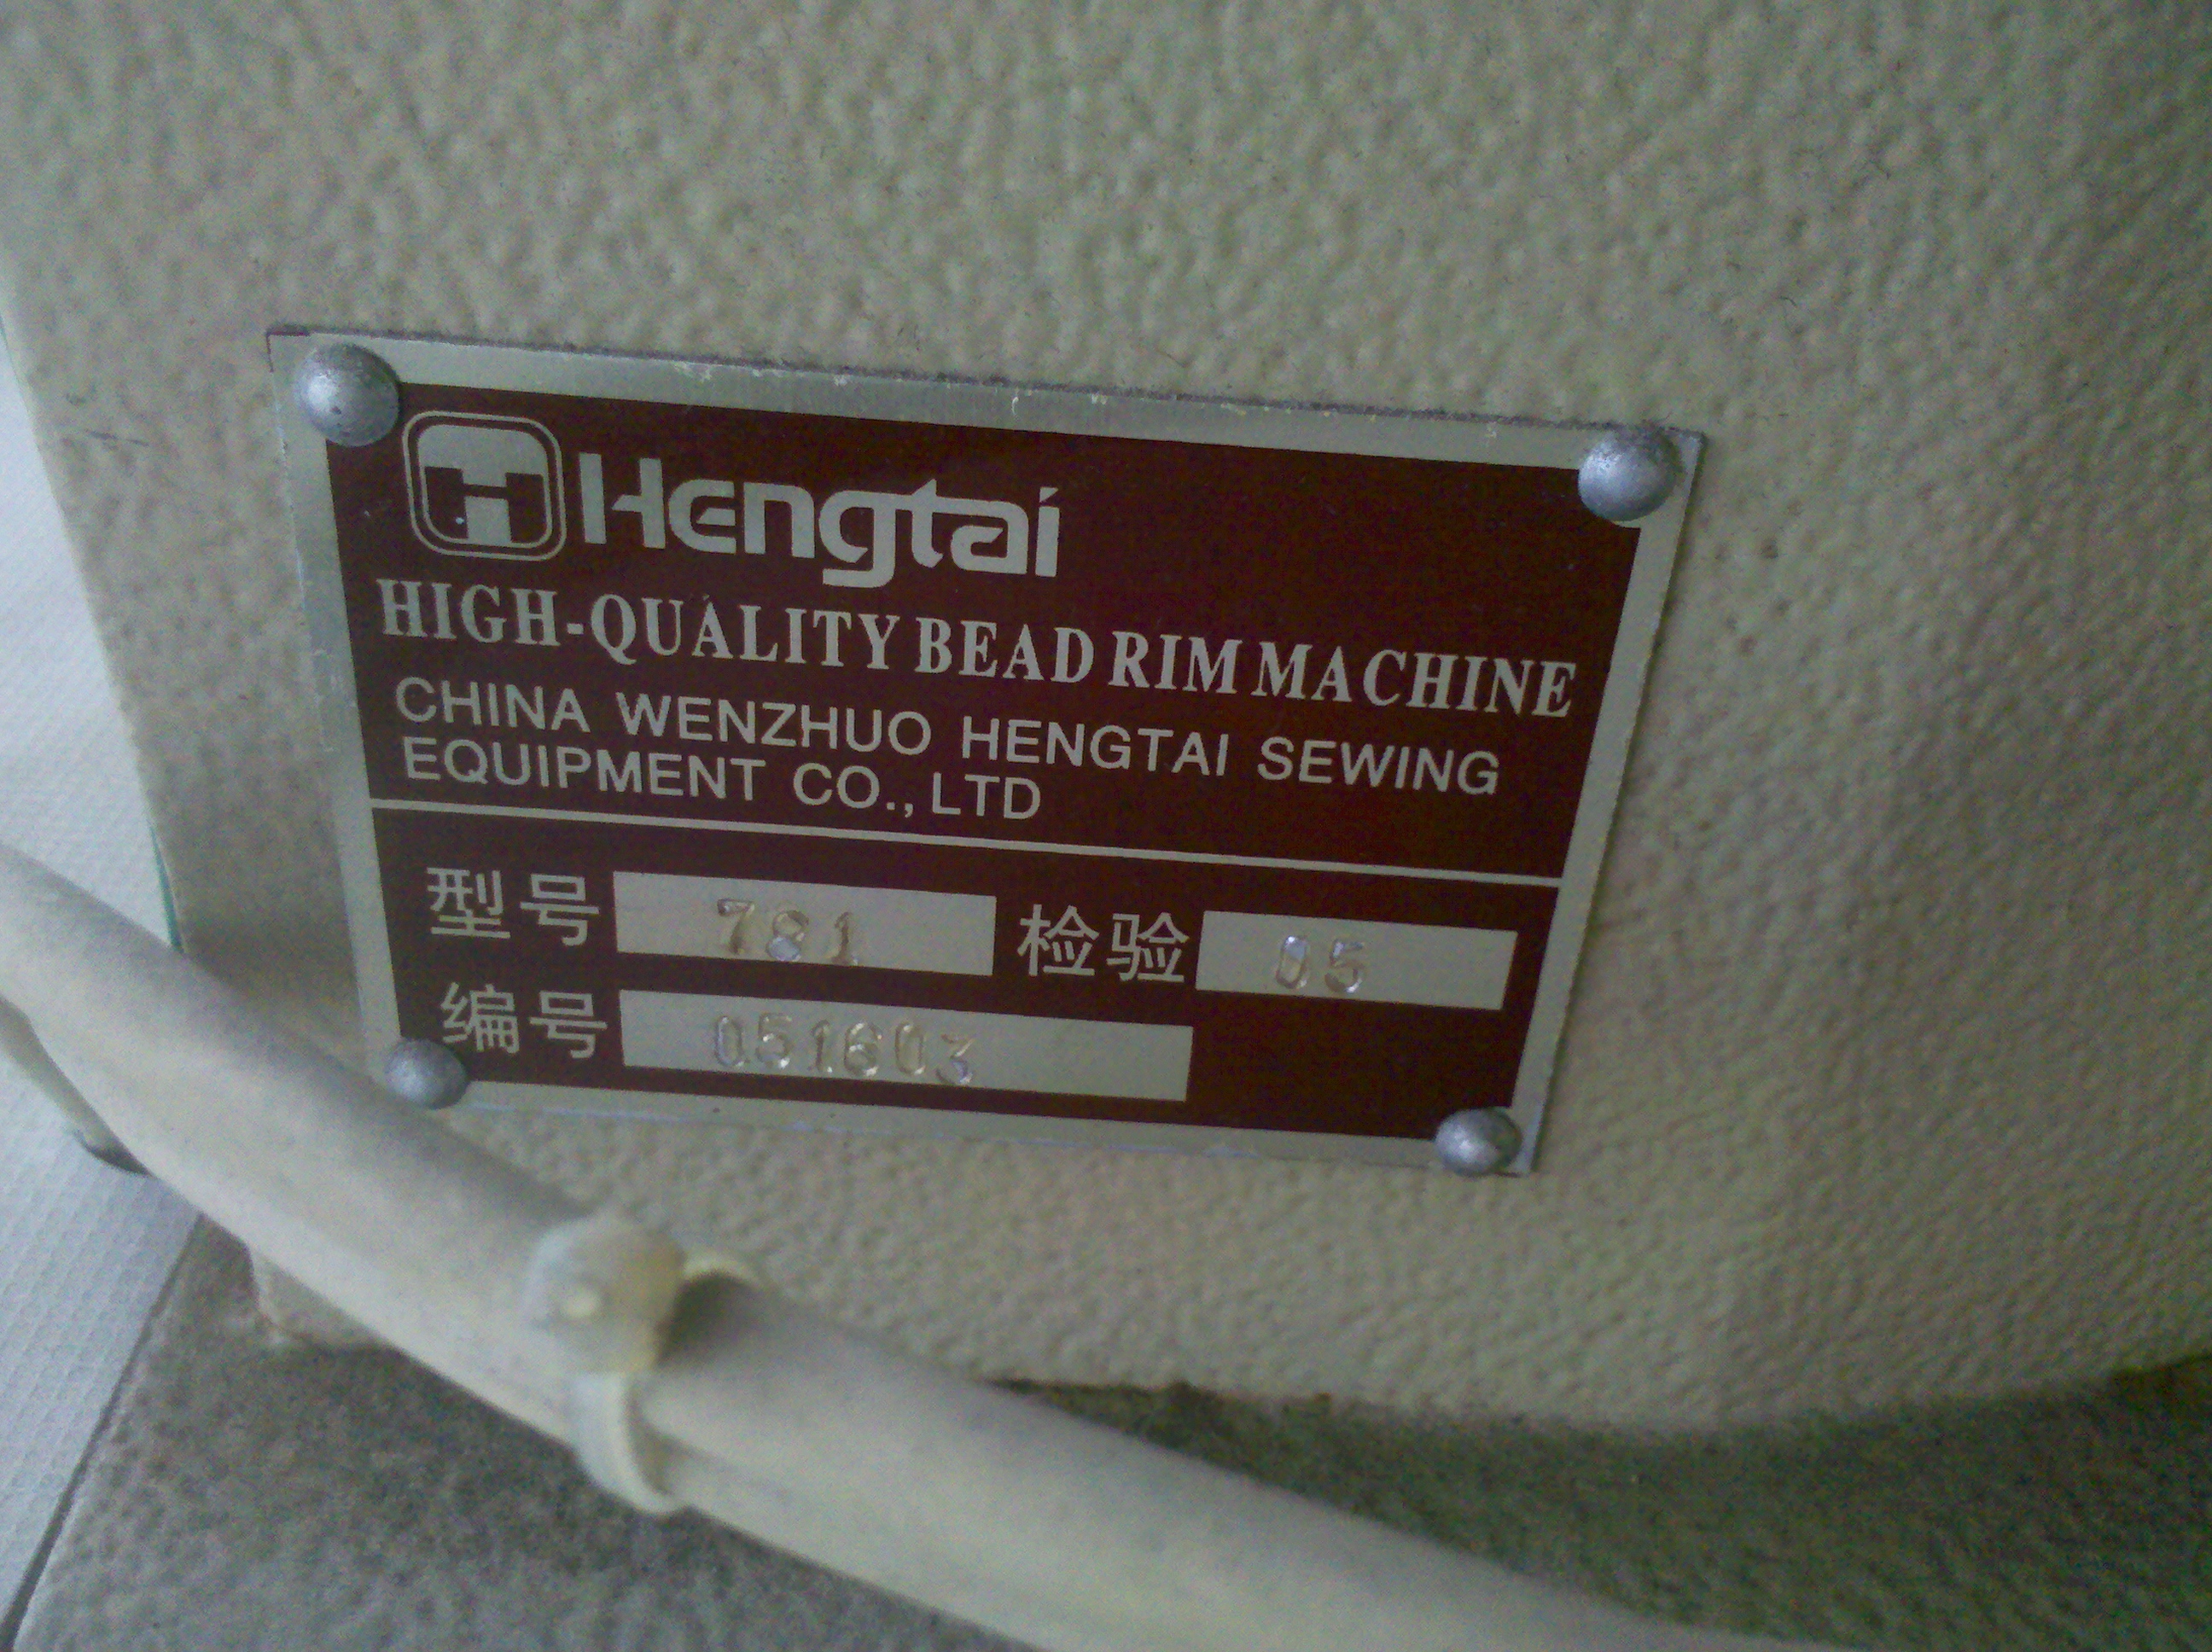 Hengtai
HIGH-QUALITY BEAD RIM MACHINE
CHINA WENZHUO HENGTAI SEWING
EQUIPMENT CO., LTD
型号 781 检验 05
编号 051603